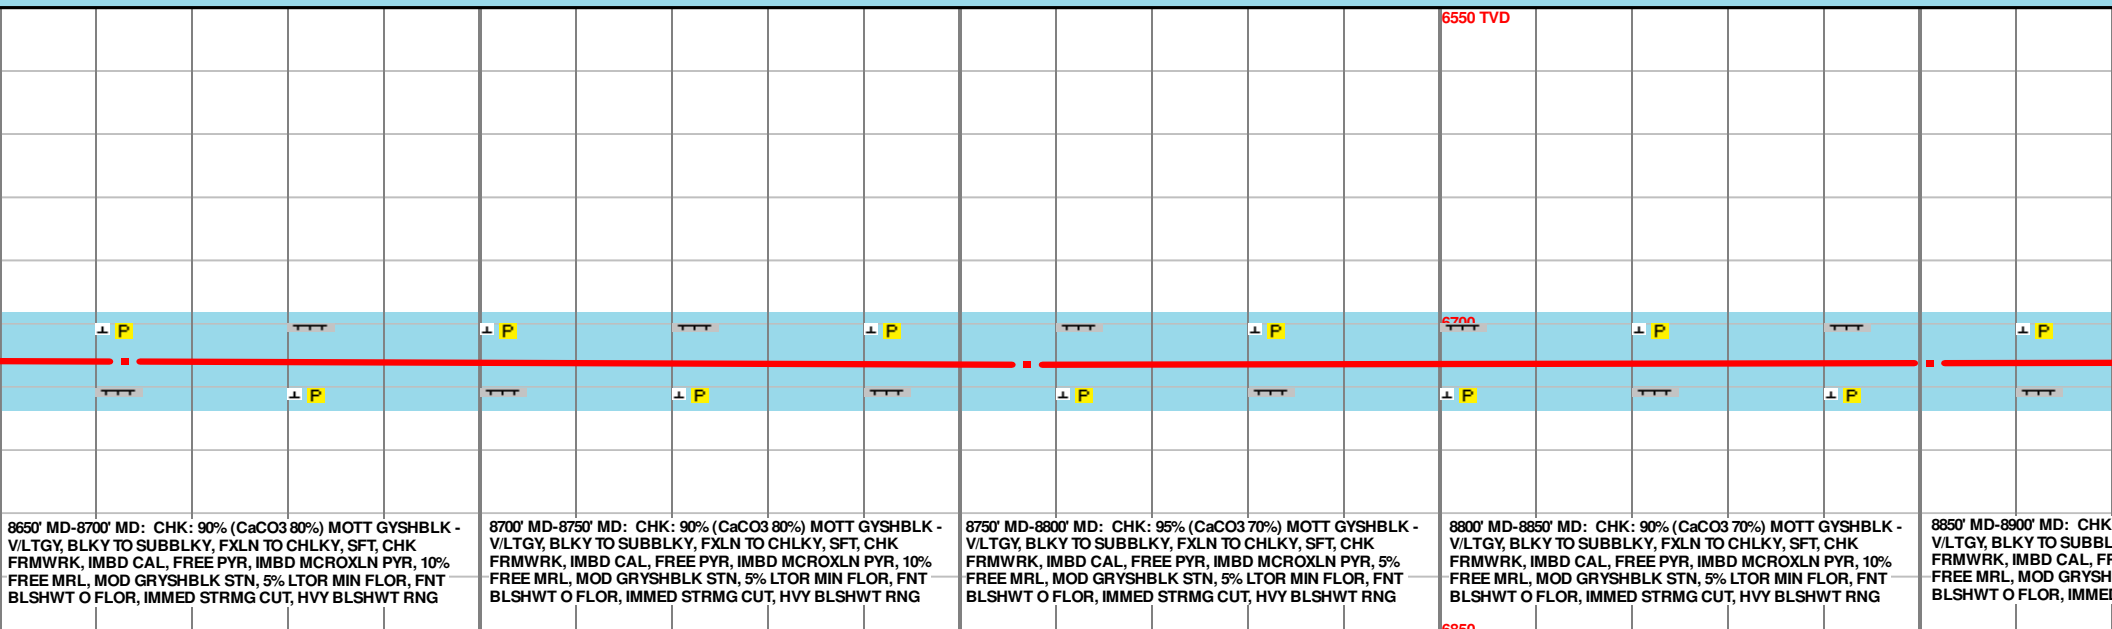 6550 TVD
6700
P P P P P P
P P P P P
8650' MD-8700' MD: CHK: 90% (CaCO3 80%) MOTT GYSHBLK -
V/LTGY, BLKY TO SUBBLKY, FXLN TO CHLKY, SFT, CHK
FRMWRK, IMBD CAL, FREE PYR, IMBD MCROXLN PYR, 10%
FREE MRL, MOD GRYSHBLK STN, 5% LTOR MIN FLOR, FNT
BLSHWT O FLOR, IMMED STRMG CUT, HVY BLSHWT RNG
8700' MD-8750' MD: CHK: 90% (CaCO3 80%) MOTT GYSHBLK -
V/LTGY, BLKY TO SUBBLKY, FXLN TO CHLKY, SFT, CHK
FRMWRK, IMBD CAL, FREE PYR, IMBD MCROXLN PYR, 10%
FREE MRL, MOD GRYSHBLK STN, 5% LTOR MIN FLOR, FNT
BLSHWT O FLOR, IMMED STRMG CUT, HVY BLSHWT RNG
8750' MD-8800' MD: CHK: 95% (CaCO3 70%) MOTT GYSHBLK -
V/LTGY, BLKY TO SUBBLKY, FXLN TO CHLKY, SFT, CHK
FRMWRK, IMBD CAL, FREE PYR, IMBD MCROXLN PYR, 5%
FREE MRL, MOD GRYSHBLK STN, 5% LTOR MIN FLOR, FNT
BLSHWT O FLOR, IMMED STRMG CUT, HVY BLSHWT RNG
8800' MD-8850' MD: CHK: 90% (CaCO3 70%) MOTT GYSHBLK -
V/LTGY, BLKY TO SUBBLKY, FXLN TO CHLKY, SFT, CHK
FRMWRK, IMBD CAL, FREE PYR, IMBD MCROXLN PYR, 10%
FREE MRL, MOD GRYSHBLK STN, 5% LTOR MIN FLOR, FNT
BLSHWT O FLOR, IMMED STRMG CUT, HVY BLSHWT RNG
8850' MD-8900' MD: CHK
V/LTGY, BLKY TO SUBBL
FRMWRK, IMBD CAL, FR
FREE MRL, MOD GRYSH
BLSHWT O FLOR, IMMED
6850